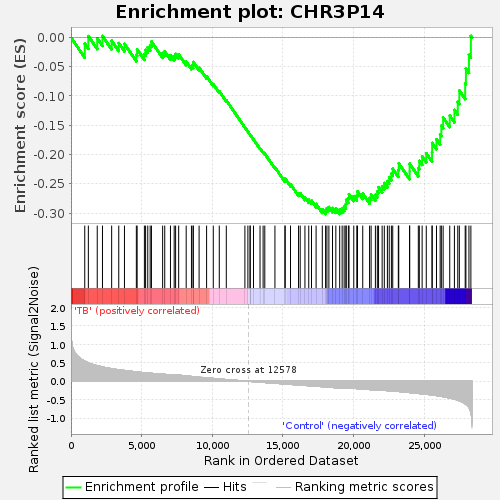 Enrichment plot: CHR3P14
Enrichment score (ES)
0.00
-0.05
-0.10
-0.15
-0.20
-0.25
-0.30
'TB' (positively correlated)
Ranked list metric (Signal2Noise)
2.0
1.5
1.0
0.5
0.0
-0.5
-1.0
Zero cross at 12578
'Control' (negatively correlated)
0
5,000
10,000
15,000
20,000
25,000
Rank in Ordered Dataset
Enrichment profile
Hits
Ranking metric scores